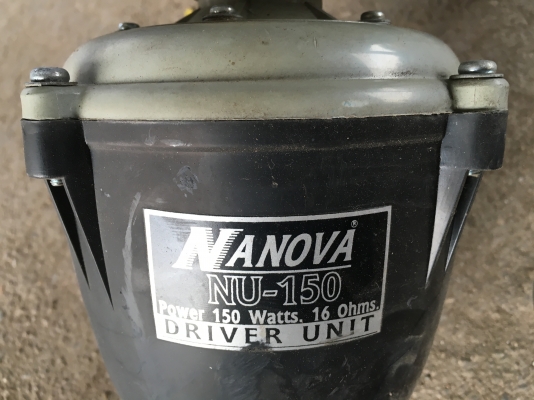 NANOVA®
NU-150
Power 150 Watts. 16 Ohms.
DRIVER UNIT